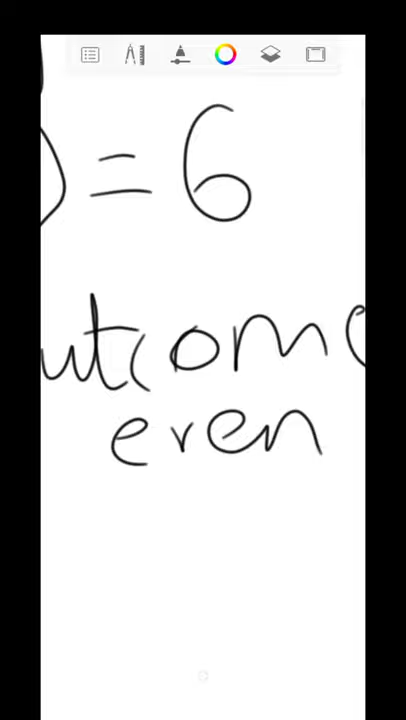 ) = 6
utcome
even